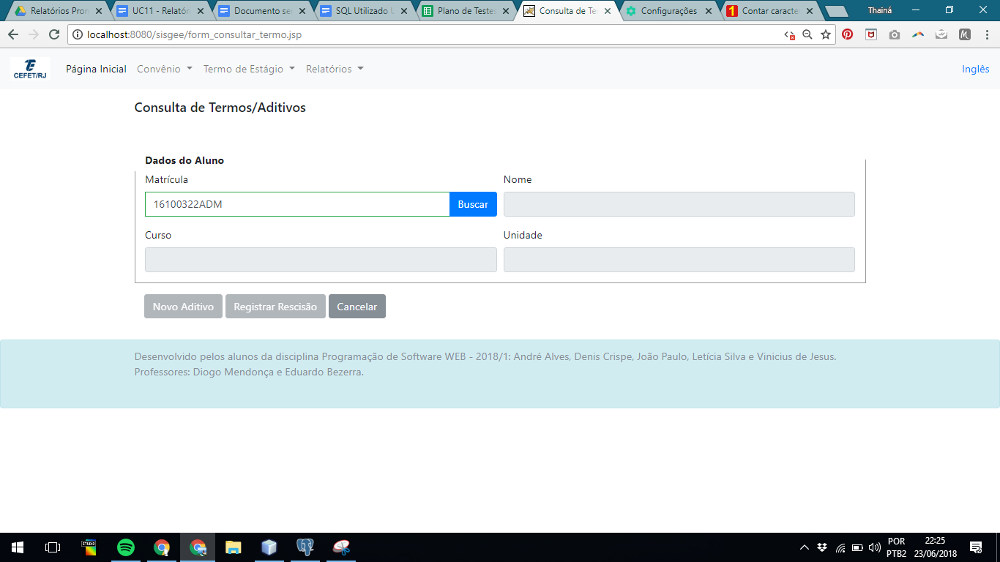 Relatórios Pron
UC11 - Relatóri
Documento se
SQL Utilizado U
Plano de Testes
Consulta de Te
Configurações
Contar caracte
Thainá
localhost:8080/sisgee/form_consultar_termo.jsp
CEFET/RJ
Página Inicial
Convênio
Termo de Estágio
Relatórios
Inglês
Consulta de Termos/Aditivos
Dados do Aluno
Matrícula
Nome
16100322ADM
Buscar
Curso
Unidade
Novo Aditivo
Registrar Rescisão
Cancelar
Desenvolvido pelos alunos da disciplina Programação de Software WEB - 2018/1: André Alves, Denis Crispe, João Paulo, Letícia Silva e Vinicius de Jesus.
Professores: Diogo Mendonça e Eduardo Bezerra.
STUDIO
POR
PTB2
22:25
23/06/2018